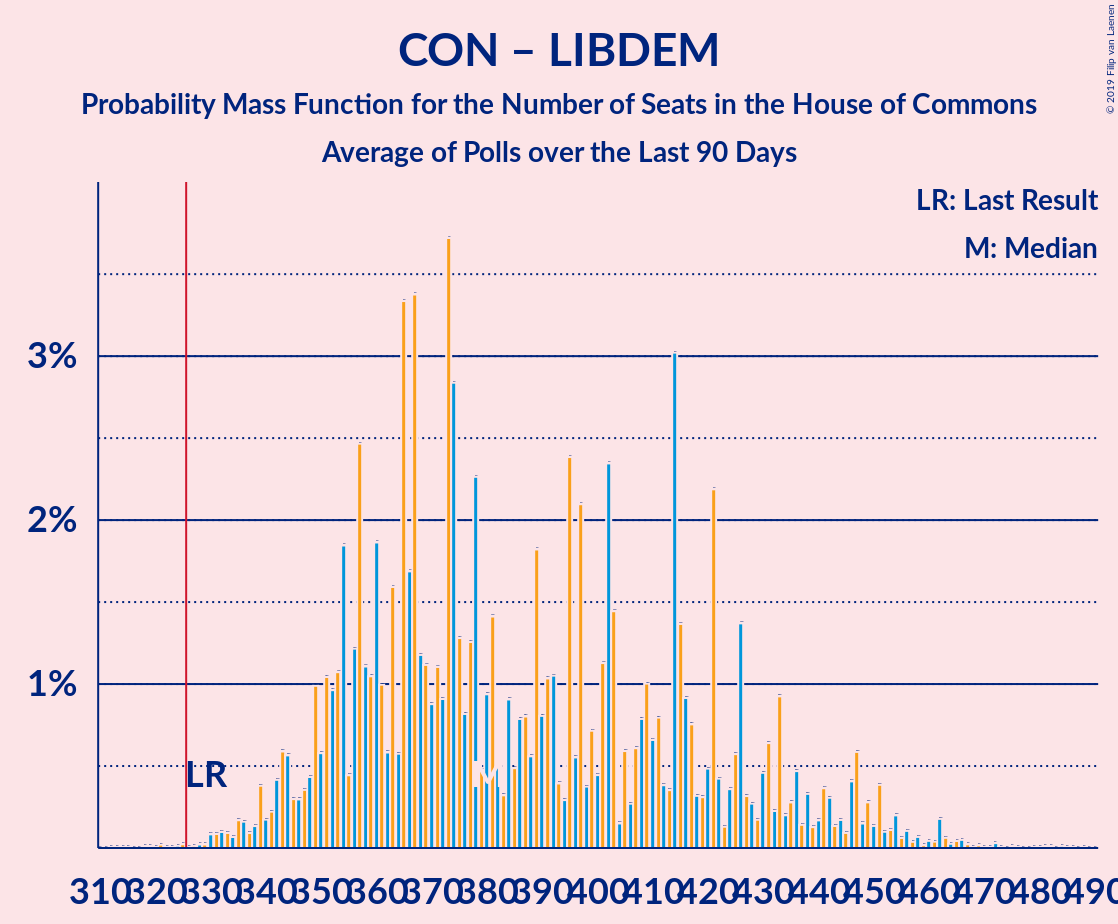 CON – LIBDEM
Probability Mass Function for the Number of Seats in the House of Commons
Average of Polls over the Last 90 Days
© 2019 Filip van Laenen
LR: Last Result
M: Median
3%
2%
1%
LR
M
310 320 330 340 350 360 370 380 390 400 410 420 430 440 450 460 470 480 490